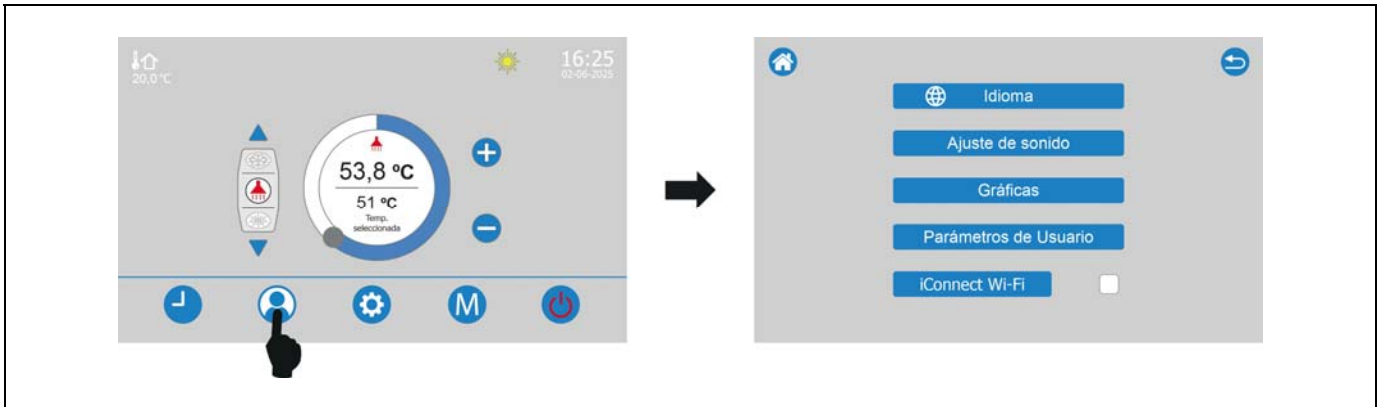 20,0°C
16:25
02-06-2025
53,8 ºC
51 ºC
Temp.
seleccionada
M
Idioma
Ajuste de sonido
Gráficas
Parámetros de Usuario
iConnect Wi-Fi